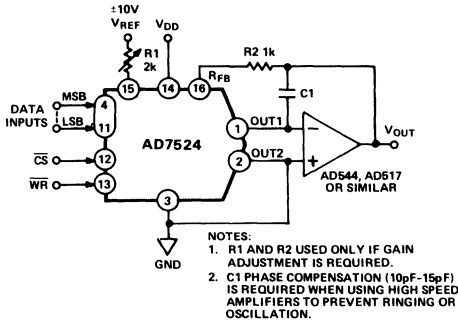 ±10V
VREF
VDD
R1
2k
R2 1k
RFB
15
14
16
C1
MSB
4
DATA
INPUTS
LSB
11
1
OUT1
−
VOUT
AD7524
2
OUT2
+
CS
12
AD544, AD517
OR SIMILAR
WR
13
3
GND
NOTES:
1. R1 AND R2 USED ONLY IF GAIN
ADJUSTMENT IS REQUIRED.
2. C1 PHASE COMPENSATION (10pF-15pF)
IS REQUIRED WHEN USING HIGH SPEED
AMPLIFIERS TO PREVENT RINGING OR
OSCILLATION.